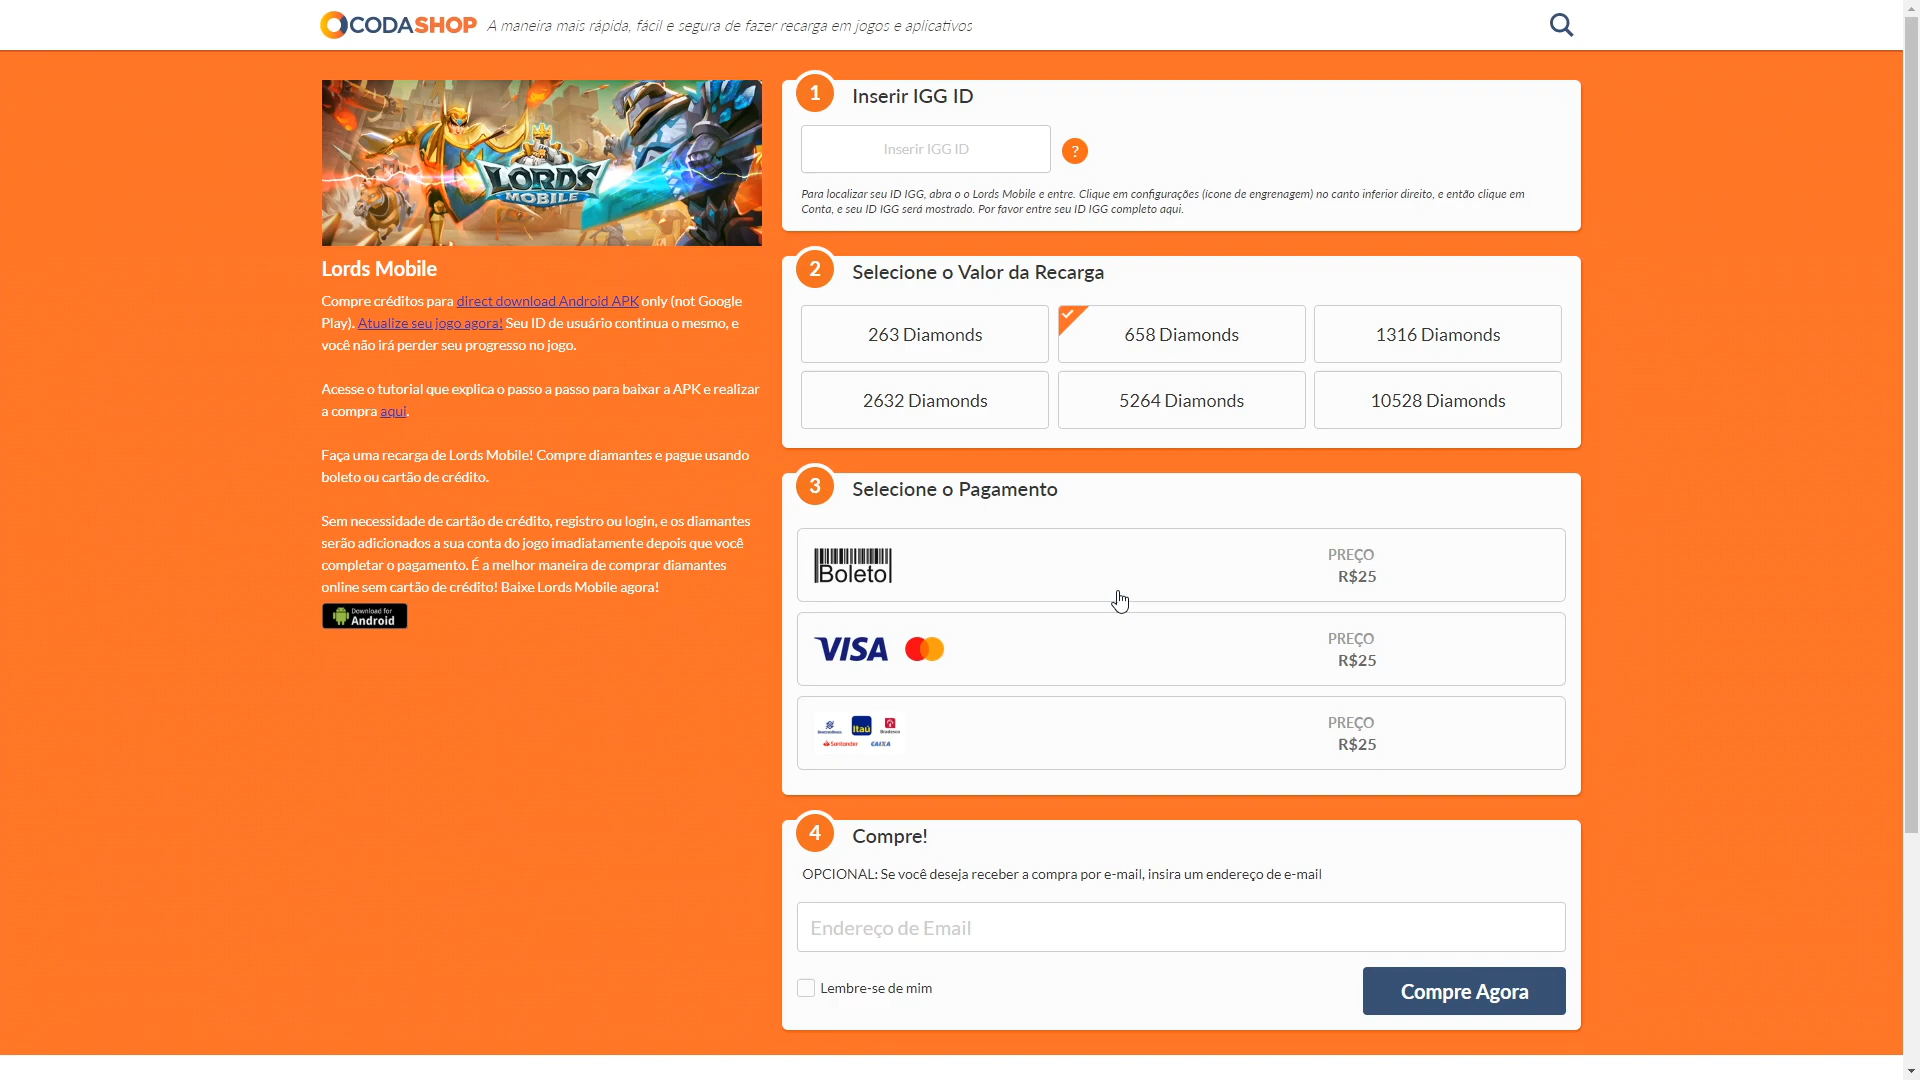 CODASHOP A maneira mais rápida, fácil e segura de fazer recarga em jogos e aplicativos
LORDS
MOBILE
Lords Mobile
Compre créditos para direct download Android APK only (not Google
Play). Atualize seu jogo agora! Seu ID de usuário continua o mesmo, e
você não irá perder seu progresso no jogo.
Acesse o tutorial que explica o passo a passo para baixar a APK e realizar
a compra aqui.
Faça uma recarga de Lords Mobile! Compre diamantes e pague usando
boleto ou cartão de crédito.
Sem necessidade de cartão de crédito, registro ou login, e os diamantes
serão adicionados a sua conta do jogo imadiatamente depois que você
completar o pagamento. É a melhor maneira de comprar diamantes
online sem cartão de crédito! Baixe Lords Mobile agora!
Download for
Android
1 Inserir IGG ID
Inserir IGG ID ?
Para localizar seu ID IGG, abra o o Lords Mobile e entre. Clique em configurações (ícone de engrenagem) no canto inferior direito, e então clique em
Conta, e seu ID IGG será mostrado. Por favor entre seu ID IGG completo aqui.
2 Selecione o Valor da Recarga
263 Diamonds 658 Diamonds 1316 Diamonds
2632 Diamonds 5264 Diamonds 10528 Diamonds
3 Selecione o Pagamento
Boleto
PREÇO
R$25
VISA
PREÇO
R$25
Itaú Bradesco
Santander CAIXA
PREÇO
R$25
4 Compre!
OPCIONAL: Se você deseja receber a compra por e-mail, insira um endereço de e-mail
Endereço de Email
Lembre-se de mim
Compre Agora